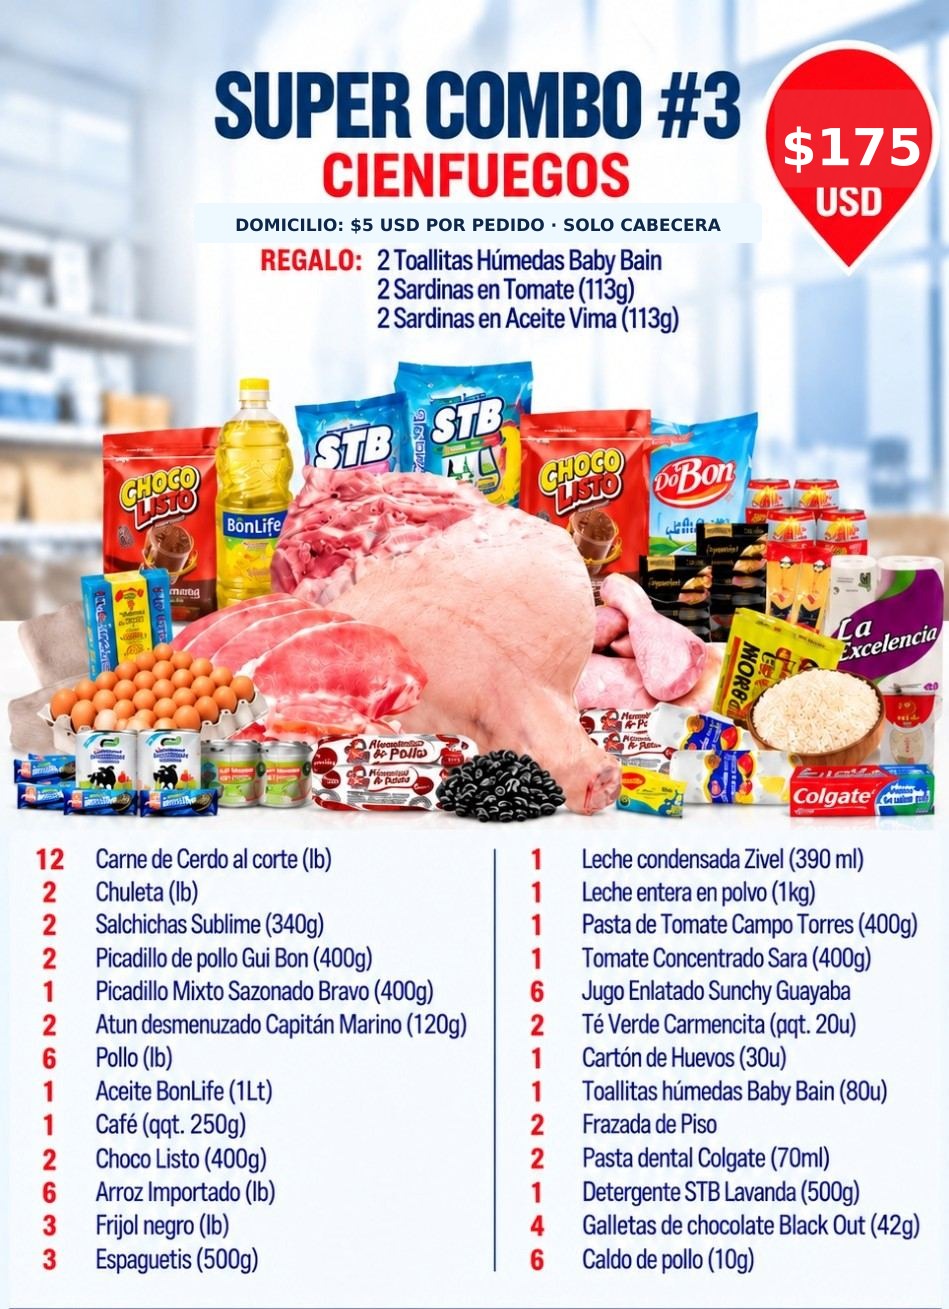 SUPER COMBO #3
CIENFUEGOS
$175
USD
DOMICILIO: $5 USD POR PEDIDO · SOLO CABECERA
REGALO: 2 Toallitas Húmedas Baby Bain
2 Sardinas en Tomate (113g)
2 Sardinas en Aceite Vima (113g)
STB
STB
CHOCO LISTO
BonLife
CHOCO LISTO
DoBon
La Excelencia
Colgate
12 Carne de Cerdo al corte (lb)
2 Chuleta (lb)
2 Salchichas Sublime (340g)
2 Picadillo de pollo Gui Bon (400g)
1 Picadillo Mixto Sazonado Bravo (400g)
2 Atun desmenuzado Capitán Marino (120g)
6 Pollo (lb)
1 Aceite BonLife (1Lt)
1 Café (qqt. 250g)
2 Choco Listo (400g)
6 Arroz Importado (lb)
3 Frijol negro (lb)
3 Espaguetis (500g)
1 Leche condensada Zivel (390 ml)
1 Leche entera en polvo (1kg)
1 Pasta de Tomate Campo Torres (400g)
1 Tomate Concentrado Sara (400g)
6 Jugo Enlatado Sunchy Guayaba
2 Té Verde Carmencita (qqt. 20u)
1 Cartón de Huevos (30u)
1 Toallitas húmedas Baby Bain (80u)
2 Frazada de Piso
2 Pasta dental Colgate (70ml)
1 Detergente STB Lavanda (500g)
4 Galletas de chocolate Black Out (42g)
6 Caldo de pollo (10g)